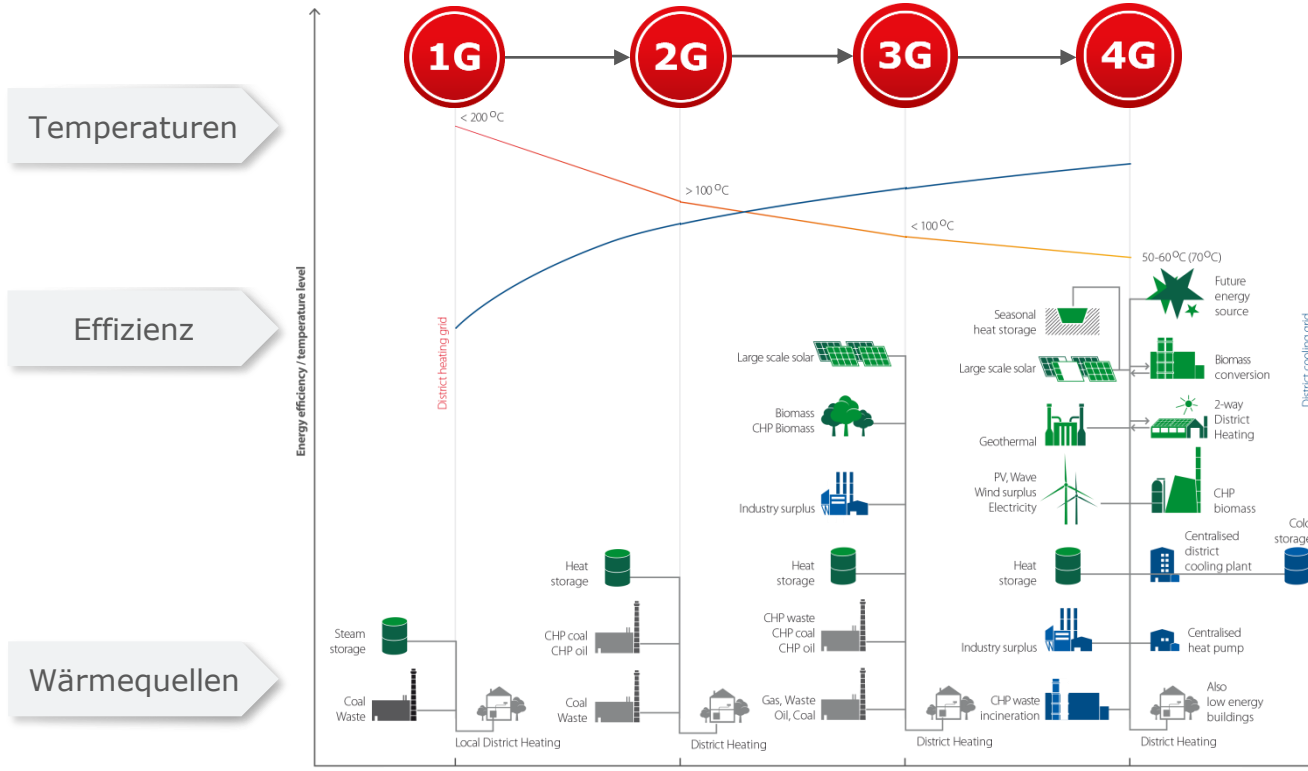 1G
2G
3G
4G
Temperaturen
Effizienz
Wärmequellen
Energy efficiency / temperature level
< 200 °C
> 100 °C
< 100 °C
50-60°C (70°C)
District heating grid
Steam
storage
Coal
Waste
Local District Heating
Heat
storage
CHP coal
CHP oil
Coal
Waste
District Heating
Large scale solar
Biomass
CHP Biomass
Industry surplus
Heat
storage
CHP waste
CHP coal
CHP oil
Gas, Waste
Oil, Coal
District Heating
Seasonal
heat storage
Large scale solar
Geothermal
PV, Wave
Wind surplus
Electricity
Heat
storage
Industry surplus
CHP waste
incineration
Future
energy
source
Biomass
conversion
2-way
District
Heating
CHP
biomass
Centralised
district
cooling plant
Centralised
heat pump
Also
low energy
buildings
District Heating
Cold
storage
District cooling grid